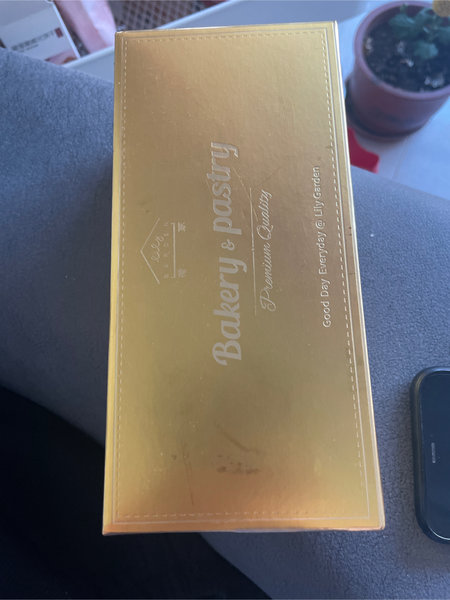 Bakery & pastry
Premium Quality
Good Day Everyday @ Lily Garden